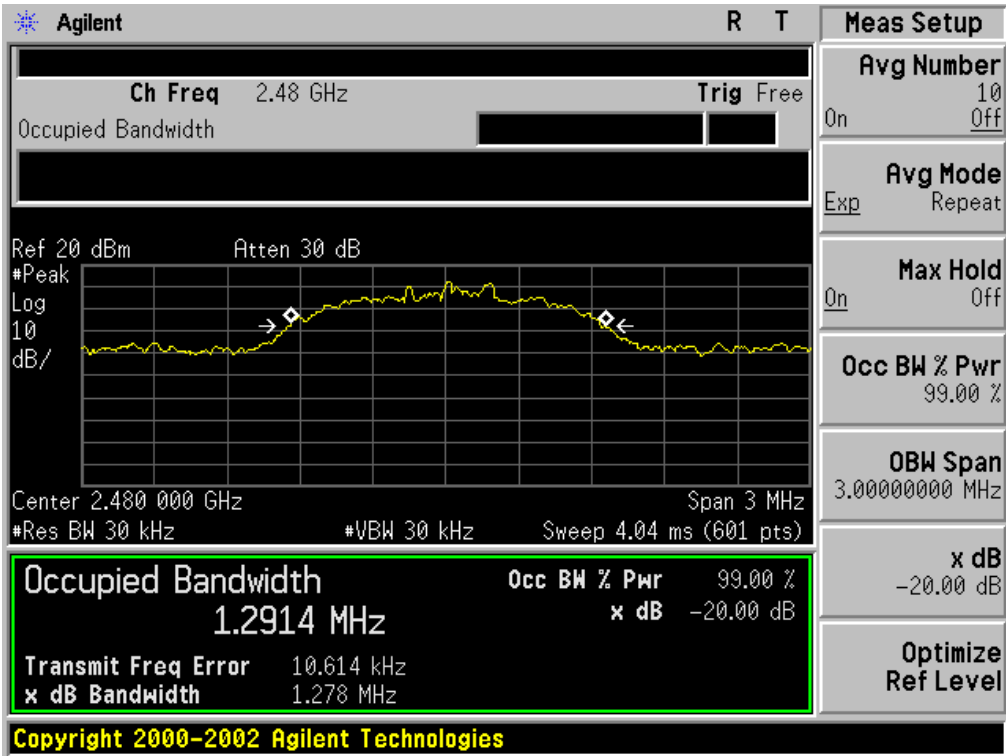 Agilent R T
Ch Freq 2.48 GHz Trig Free
Occupied Bandwidth
Ref 20 dBm Atten 30 dB
#Peak
Log
10
dB/
Center 2.480 000 GHz Span 3 MHz
#Res BW 30 kHz #VBW 30 kHz Sweep 4.04 ms (601 pts)
Occupied Bandwidth
1.2914 MHz
Occ BW % Pwr 99.00 %
x dB -20.00 dB
Transmit Freq Error 10.614 kHz
x dB Bandwidth 1.278 MHz
Copyright 2000-2002 Agilent Technologies
Meas Setup
Avg Number
10
On Off
Avg Mode
Exp Repeat
Max Hold
On Off
Occ BW % Pwr
99.00 %
OBW Span
3.00000000 MHz
x dB
-20.00 dB
Optimize
Ref Level